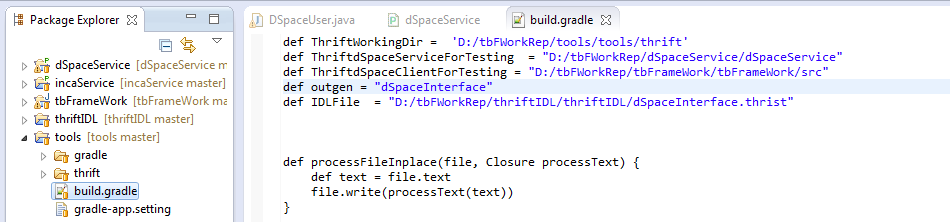 Package Explorer
dSpaceService [dSpaceService m
incaService [incaService master]
tbFrameWork [tbFrameWork ma
thriftIDL [thriftIDL master]
tools [tools master]
gradle
thrift
build.gradle
gradle-app.setting
DSpaceUser.java
dSpaceService
build.gradle
def ThriftWorkingDir =  'D:/tbFWorkRep/tools/tools/thrift'
def ThriftdSpaceServiceForTesting  = "D:/tbFWorkRep/dSpaceService/dSpaceService"
def ThriftdSpaceClientForTesting = "D:/tbFWorkRep/tbFrameWork/tbFrameWork/src"
def outgen = "dSpaceInterface"
def IDLFile  = "D:/tbFWorkRep/thriftIDL/thriftIDL/dSpaceInterface.thrist"
def processFileInplace(file, Closure processText) {
def text = file.text
file.write(processText(text))
}